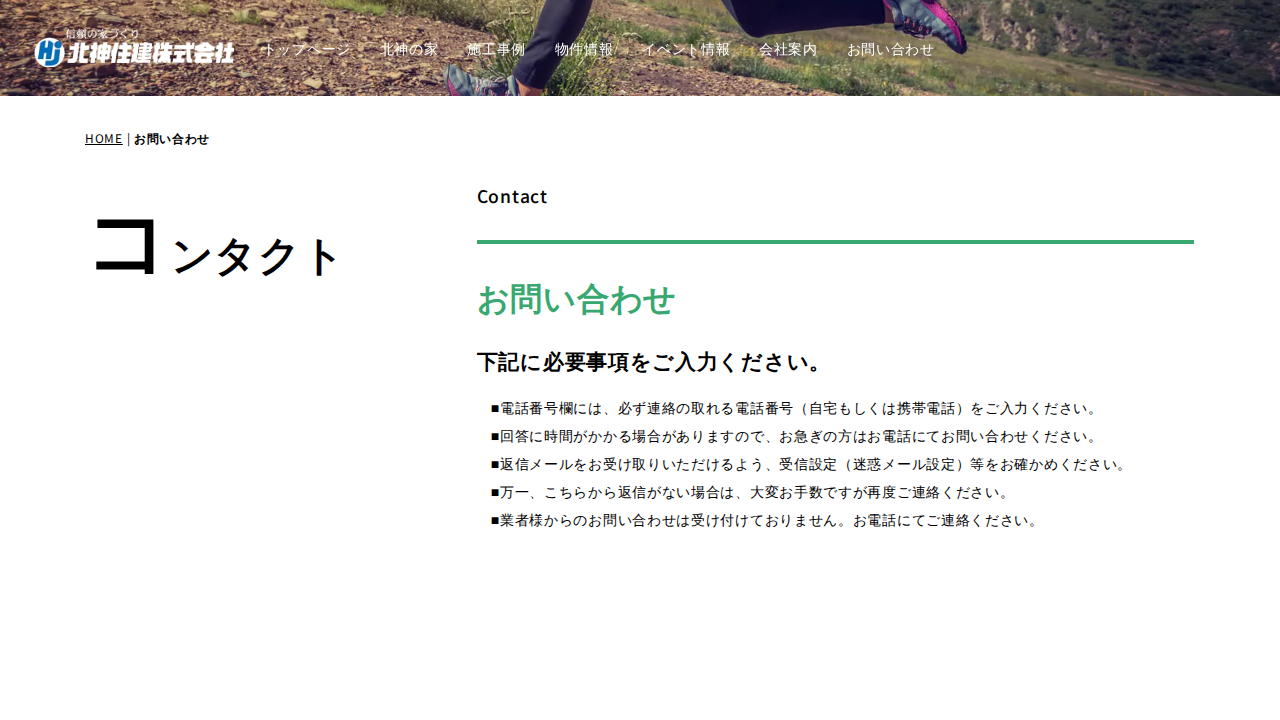 信頼の家づくり
HJ 北神住建株式会社
トップページ 北神の家 施工事例 物件情報 イベント情報 会社案内 お問い合わせ
HOME | お問い合わせ
コンタクト
Contact
お問い合わせ
下記に必要事項をご入力ください。
■電話番号欄には、必ず連絡の取れる電話番号（自宅もしくは携帯電話）をご入力ください。
■回答に時間がかかる場合がありますので、お急ぎの方はお電話にてお問い合わせください。
■返信メールをお受け取りいただけるよう、受信設定（迷惑メール設定）等をお確かめください。
■万一、こちらから返信がない場合は、大変お手数ですが再度ご連絡ください。
■業者様からのお問い合わせは受け付けておりません。お電話にてご連絡ください。